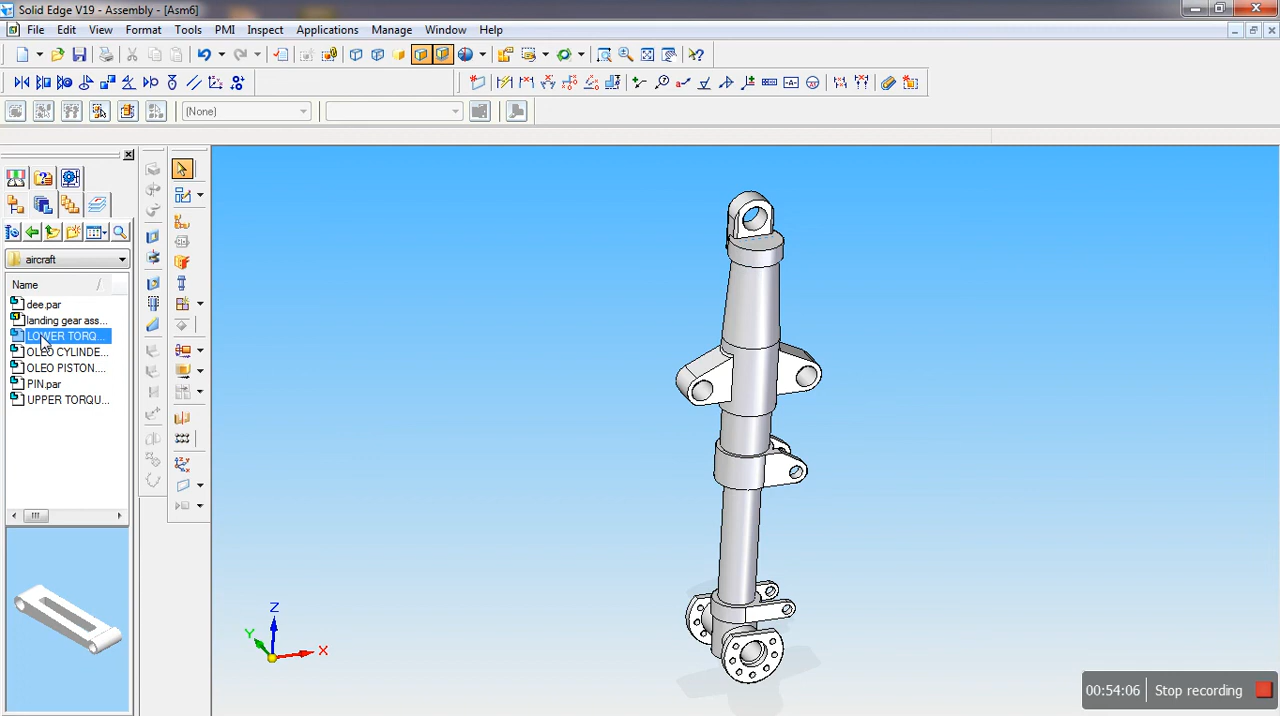 Solid Edge V19 - Assembly - [Asm6]
File Edit View Format Tools PMI Inspect Applications Manage Window Help
(None)
aircraft
Name
dee.par
landing gear ass...
LOWER TORQ...
OLEO CYLINDE...
OLEO PISTON....
PIN.par
UPPER TORQU...
Z
Y
X
00:54:06 Stop recording